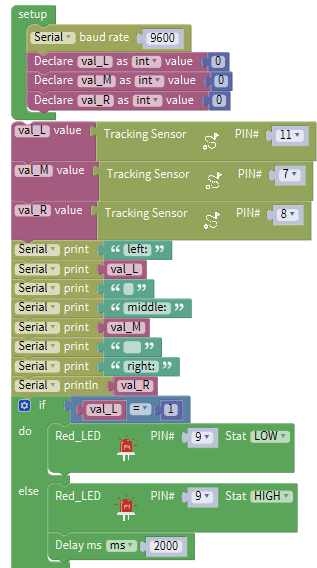 setup
Serial baud rate 9600
Declare val_L as int value 0
Declare val_M as int value 0
Declare val_R as int value 0
val_L value Tracking Sensor PIN# 11
val_M value Tracking Sensor PIN# 7
val_R value Tracking Sensor PIN# 8
Serial print “ left: ”
Serial print val_L
Serial print “ ”
Serial print “ middle: ”
Serial print val_M
Serial print “ ”
Serial print “ right: ”
Serial println val_R
if val_L = 1
do Red_LED PIN# 9 Stat LOW
else Red_LED PIN# 9 Stat HIGH
Delay ms ms 2000